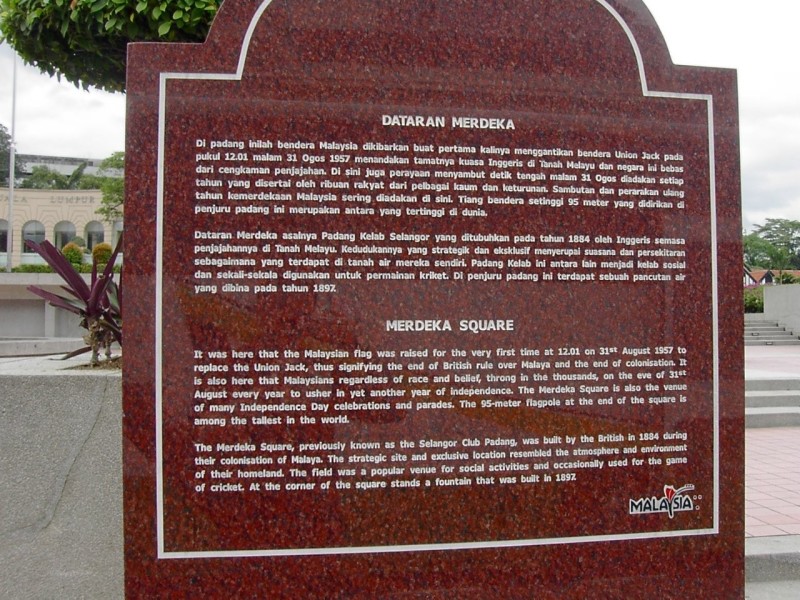 DATARAN MERDEKA
Di padang inilah bendera Malaysia dikibarkan buat pertama kalinya menggantikan bendera Union Jack pada
pukul 12.01 malam 31 Ogos 1957 menandakan tamatnya kuasa Inggeris di Tanah Melayu dan negara ini bebas
dari cengkaman penjajahan. Di sini juga perayaan menyambut detik tengah malam 31 Ogos diadakan setiap
tahun yang disertai oleh ribuan rakyat dari pelbagai kaum dan keturunan. Sambutan dan perarakan ulang
tahun kemerdekaan Malaysia sering diadakan di sini. Tiang bendera setinggi 95 meter yang didirikan di
penjuru padang ini merupakan antara yang tertinggi di dunia.
Dataran Merdeka asalnya Padang Kelab Selangor yang ditubuhkan pada tahun 1884 oleh Inggeris semasa
penjajahannya di Tanah Melayu. Kedudukannya yang strategik dan eksklusif menyerupai suasana dan persekitaran
sebagaimana yang terdapat di tanah air mereka sendiri. Padang Kelab ini antara lain menjadi kelab sosial
dan sekali-sekala digunakan untuk permainan kriket. Di penjuru padang ini terdapat sebuah pancutan air
yang dibina pada tahun 1897.
MERDEKA SQUARE
It was here that the Malaysian flag was raised for the very first time at 12.01 on 31st August 1957 to
replace the Union Jack, thus signifying the end of British rule over Malaya and the end of colonisation. It
is also here that Malaysians regardless of race and belief, throng in the thousands, on the eve of 31st
August every year to usher in yet another year of independence. The Merdeka Square is also the venue
of many Independence Day celebrations and parades. The 95-meter flagpole at the end of the square is
among the tallest in the world.
The Merdeka Square, previously known as the Selangor Club Padang, was built by the British in 1884 during
their colonisation of Malaya. The strategic site and exclusive location resembled the atmosphere and environment
of their homeland. The field was a popular venue for social activities and occasionally used for the game
of cricket. At the corner of the square stands a fountain that was built in 1897.
MALAYSIA
LUMPUR